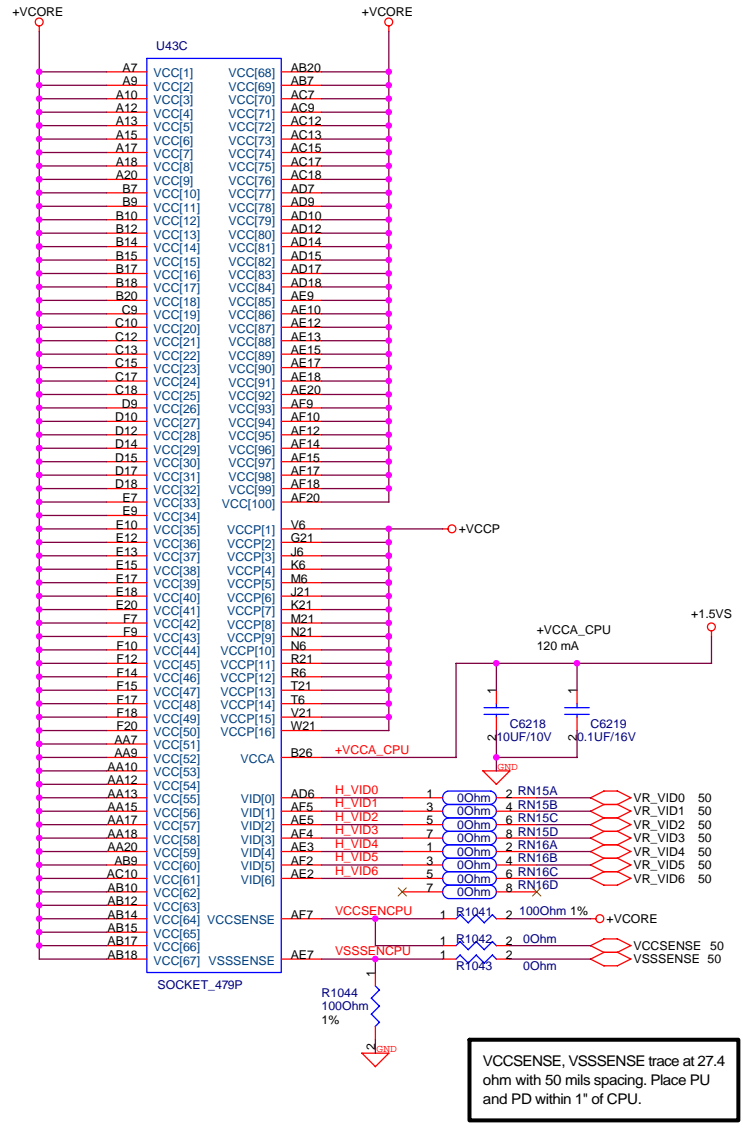 +VCORE +VCORE
U43C
A7 VCC[1] VCC[68] AB20
A9 VCC[2] VCC[69] AB7
A10 VCC[3] VCC[70] AC7
A12 VCC[4] VCC[71] AC9
A13 VCC[5] VCC[72] AC12
A15 VCC[6] VCC[73] AC13
A17 VCC[7] VCC[74] AC15
A18 VCC[8] VCC[75] AC17
A20 VCC[9] VCC[76] AC18
B7 VCC[10] VCC[77] AD7
B9 VCC[11] VCC[78] AD9
B10 VCC[12] VCC[79] AD10
B12 VCC[13] VCC[80] AD12
B14 VCC[14] VCC[81] AD14
B15 VCC[15] VCC[82] AD15
B17 VCC[16] VCC[83] AD17
B18 VCC[17] VCC[84] AD18
B20 VCC[18] VCC[85] AE9
C9 VCC[19] VCC[86] AE10
C10 VCC[20] VCC[87] AE12
C12 VCC[21] VCC[88] AE13
C13 VCC[22] VCC[89] AE15
C15 VCC[23] VCC[90] AE17
C17 VCC[24] VCC[91] AE18
C18 VCC[25] VCC[92] AE20
D9 VCC[26] VCC[93] AF9
D10 VCC[27] VCC[94] AF10
D12 VCC[28] VCC[95] AF12
D14 VCC[29] VCC[96] AF14
D15 VCC[30] VCC[97] AF15
D17 VCC[31] VCC[98] AF17
D18 VCC[32] VCC[99] AF18
E7 VCC[33] VCC[100] AF20
E9 VCC[34]
E10 VCC[35] VCCP[1] V6 +VCCP
E12 VCC[36] VCCP[2] G21
E13 VCC[37] VCCP[3] J6
E15 VCC[38] VCCP[4] K6
E17 VCC[39] VCCP[5] M6
E18 VCC[40] VCCP[6] J21
E20 VCC[41] VCCP[7] K21
F7 VCC[42] VCCP[8] M21
F9 VCC[43] VCCP[9] N21
F10 VCC[44] VCCP[10] N6
F12 VCC[45] VCCP[11] R21
F14 VCC[46] VCCP[12] R6
F15 VCC[47] VCCP[13] T21
F17 VCC[48] VCCP[14] T6
F18 VCC[49] VCCP[15] V21
F20 VCC[50] VCCP[16] W21
AA7 VCC[51]
AA9 VCC[52] VCCA B26 +VCCA_CPU
AA10 VCC[53]
AA12 VCC[54]
AA13 VCC[55] VID[0] AD6 H_VID0 1 0Ohm 2 RN15A VR_VID0 50
AA15 VCC[56] VID[1] AF5 H_VID1 3 0Ohm 4 RN15B VR_VID1 50
AA17 VCC[57] VID[2] AE5 H_VID2 5 0Ohm 6 RN15C VR_VID2 50
AA18 VCC[58] VID[3] AF4 H_VID3 7 0Ohm 8 RN15D VR_VID3 50
AA20 VCC[59] VID[4] AE3 H_VID4 1 0Ohm 2 RN16A VR_VID4 50
AB9 VCC[60] VID[5] AF2 H_VID5 3 0Ohm 4 RN16B VR_VID5 50
AC10 VCC[61] VID[6] AE2 H_VID6 5 0Ohm 6 RN16C VR_VID6 50
AB10 VCC[62] 7 0Ohm 8 RN16D
AB12 VCC[63]
AB14 VCC[64] VCCSENSE AF7 VCCSENCPU 1 R1041 2 100Ohm 1% +VCORE
AB15 VCC[65]
AB17 VCC[66] 1 R1042 2 0Ohm VCCSENSE 50
AB18 VCC[67] VSSSENSE AE7 VSSSENCPU 1 R1043 2 0Ohm VSSSENSE 50
SOCKET_479P
+1.5VS
+VCCA_CPU
120 mA
1 1
C6218 C6219
2 10UF/10V 2 0.1UF/16V
GND
1
R1044
100Ohm
1%
2
GND
VCCSENSE, VSSSENSE trace at 27.4
ohm with 50 mils spacing. Place PU
and PD within 1" of CPU.